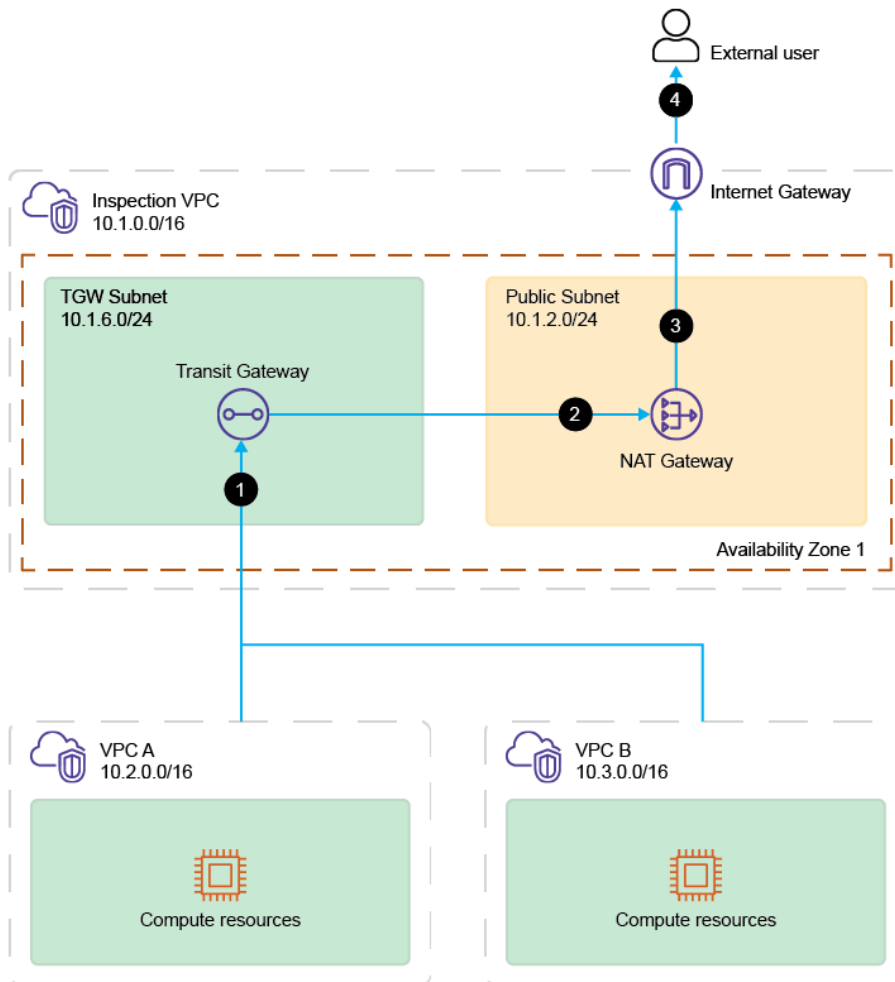 External user
4
Internet Gateway
Inspection VPC
10.1.0.0/16
TGW Subnet
10.1.6.0/24
Public Subnet
10.1.2.0/24
3
Transit Gateway
2
NAT Gateway
1
Availability Zone 1
VPC A
10.2.0.0/16
VPC B
10.3.0.0/16
Compute resources
Compute resources